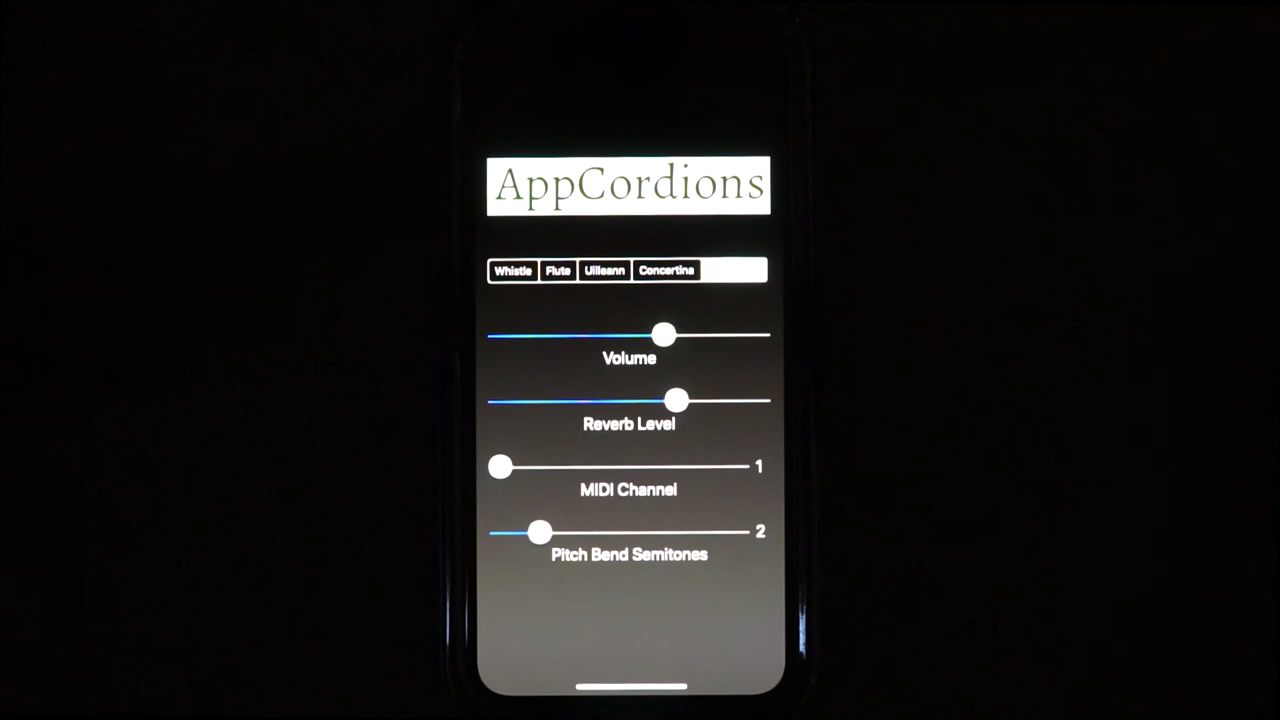 AppCordions
Whistle Flute Uilleann Concertina
Volume
Reverb Level
1
MIDI Channel
2
Pitch Bend Semitones